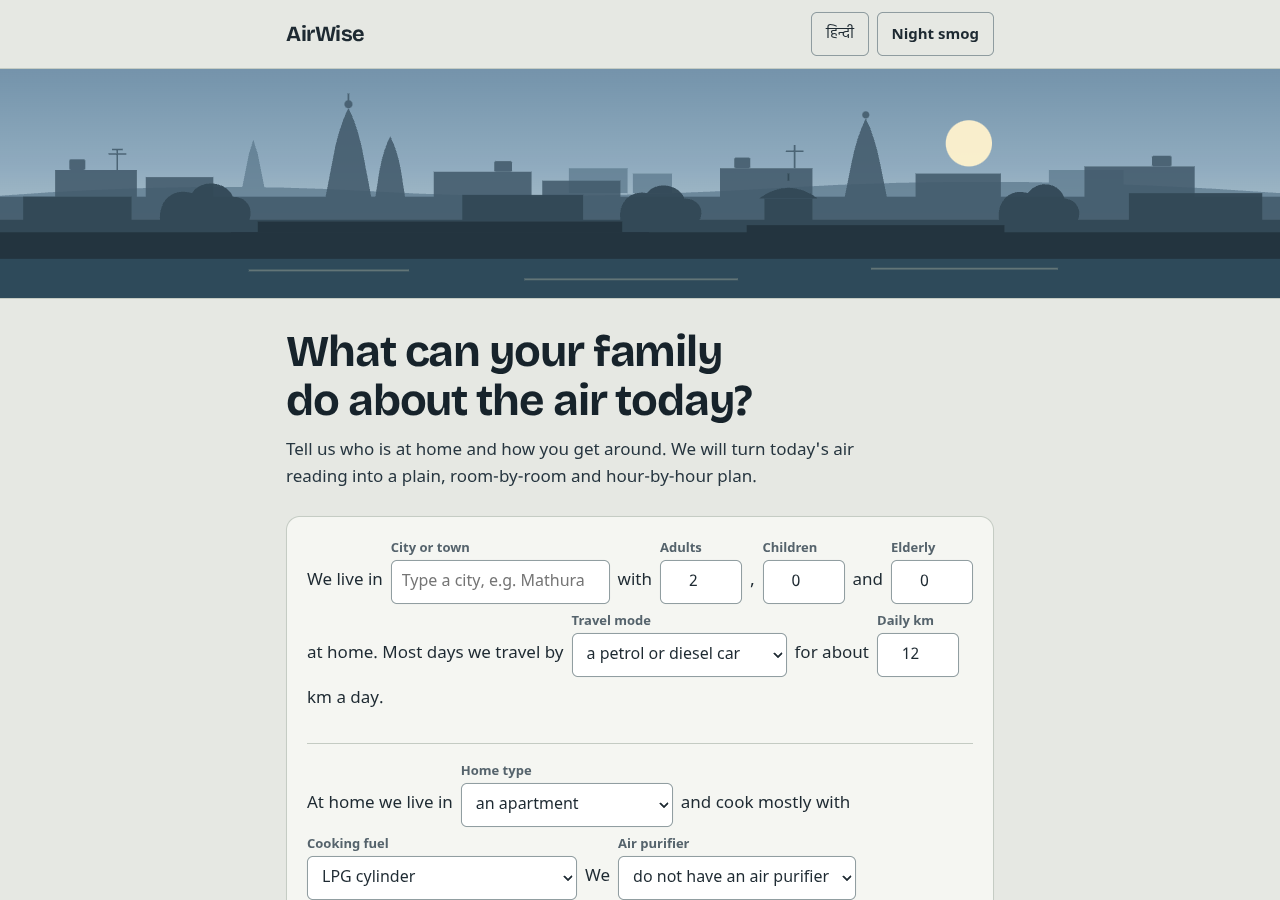 AirWise
हिन्दी
Night smog
What can your family
do about the air today?
Tell us who is at home and how you get around. We will turn today's air
reading into a plain, room-by-room and hour-by-hour plan.
City or town Adults Children Elderly
We live in Type a city, e.g. Mathura with 2 , 0 and 0
Travel mode Daily km
at home. Most days we travel by a petrol or diesel car for about 12
km a day.
Home type
At home we live in an apartment and cook mostly with
Cooking fuel Air purifier
LPG cylinder We do not have an air purifier